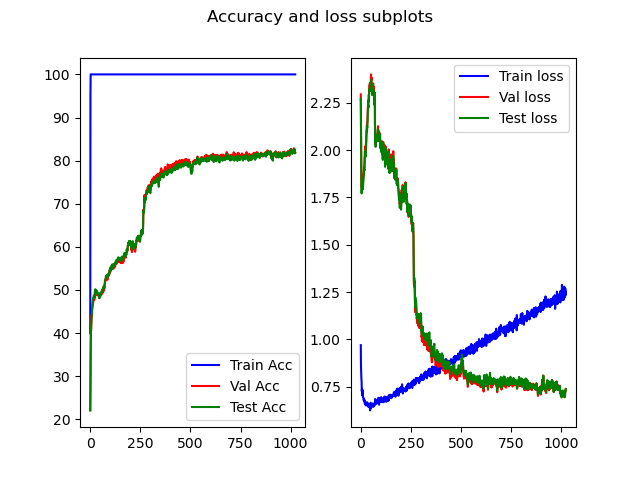 Accuracy and loss subplots
100
90
80
70
60
50
40
30
20
0 250 500 750 1000
Train Acc
Val Acc
Test Acc
2.25
2.00
1.75
1.50
1.25
1.00
0.75
0 250 500 750 1000
Train loss
Val loss
Test loss